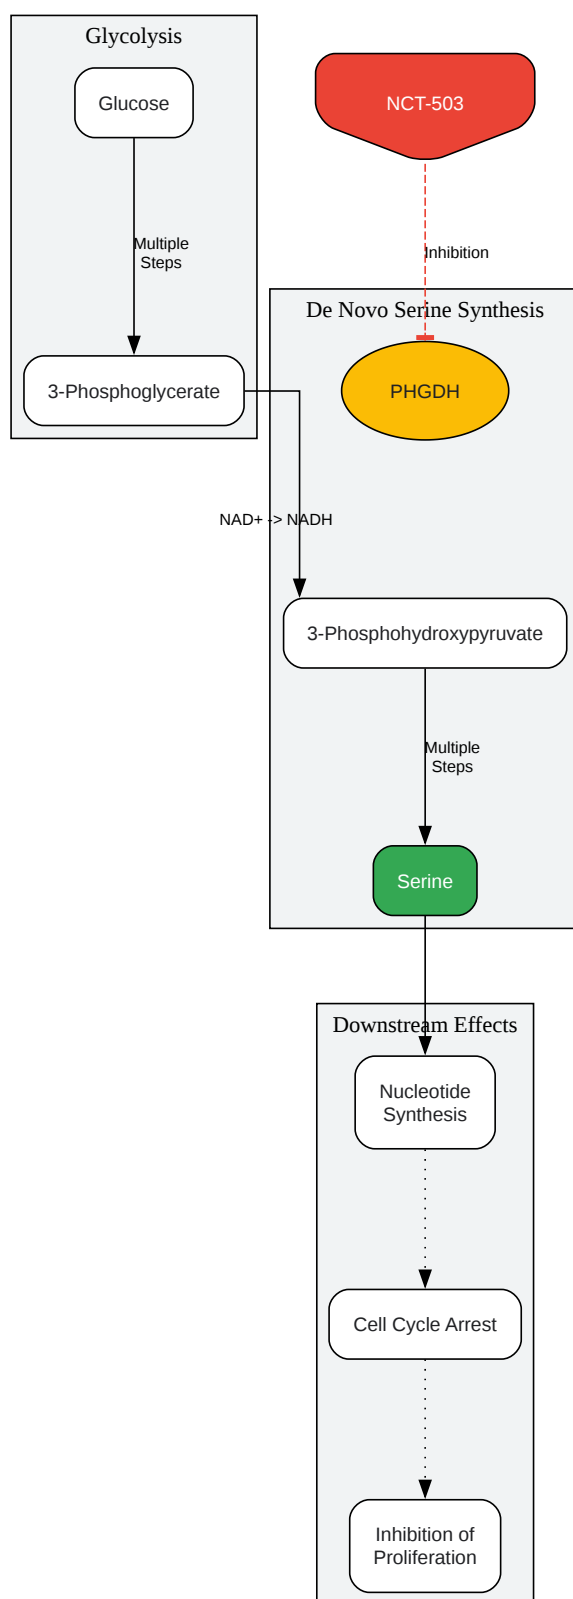 Glycolysis
Glucose
NCT-503
Multiple
Steps
Inhibition
De Novo Serine Synthesis
3-Phosphoglycerate
PHGDH
NAD+ -> NADH
3-Phosphohydroxypyruvate
Multiple
Steps
Serine
Downstream Effects
Nucleotide
Synthesis
Cell Cycle Arrest
Inhibition of
Proliferation